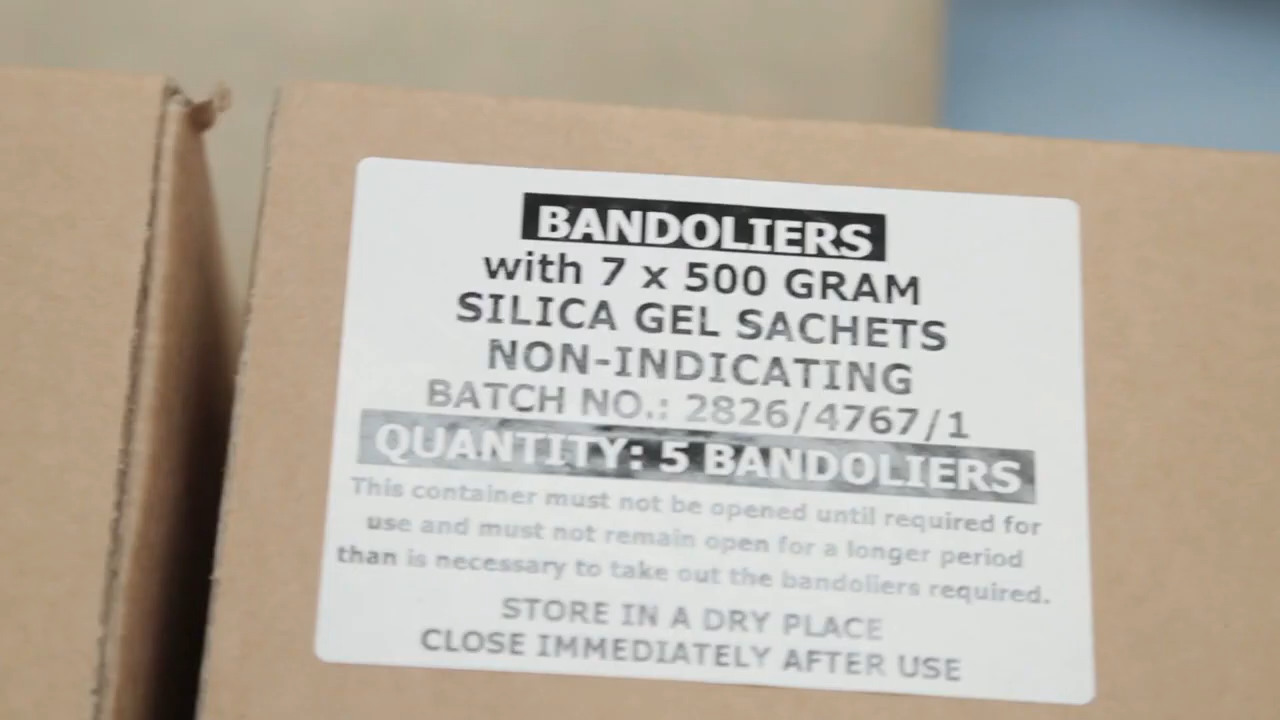 BANDOLIERS
with 7 x 500 GRAM
SILICA GEL SACHETS
NON-INDICATING
BATCH NO.: 2826/4767/1
QUANTITY: 5 BANDOLIERS
This container must not be opened until required for
use and must not remain open for a longer period
than is necessary to take out the bandoliers required.
STORE IN A DRY PLACE
CLOSE IMMEDIATELY AFTER USE